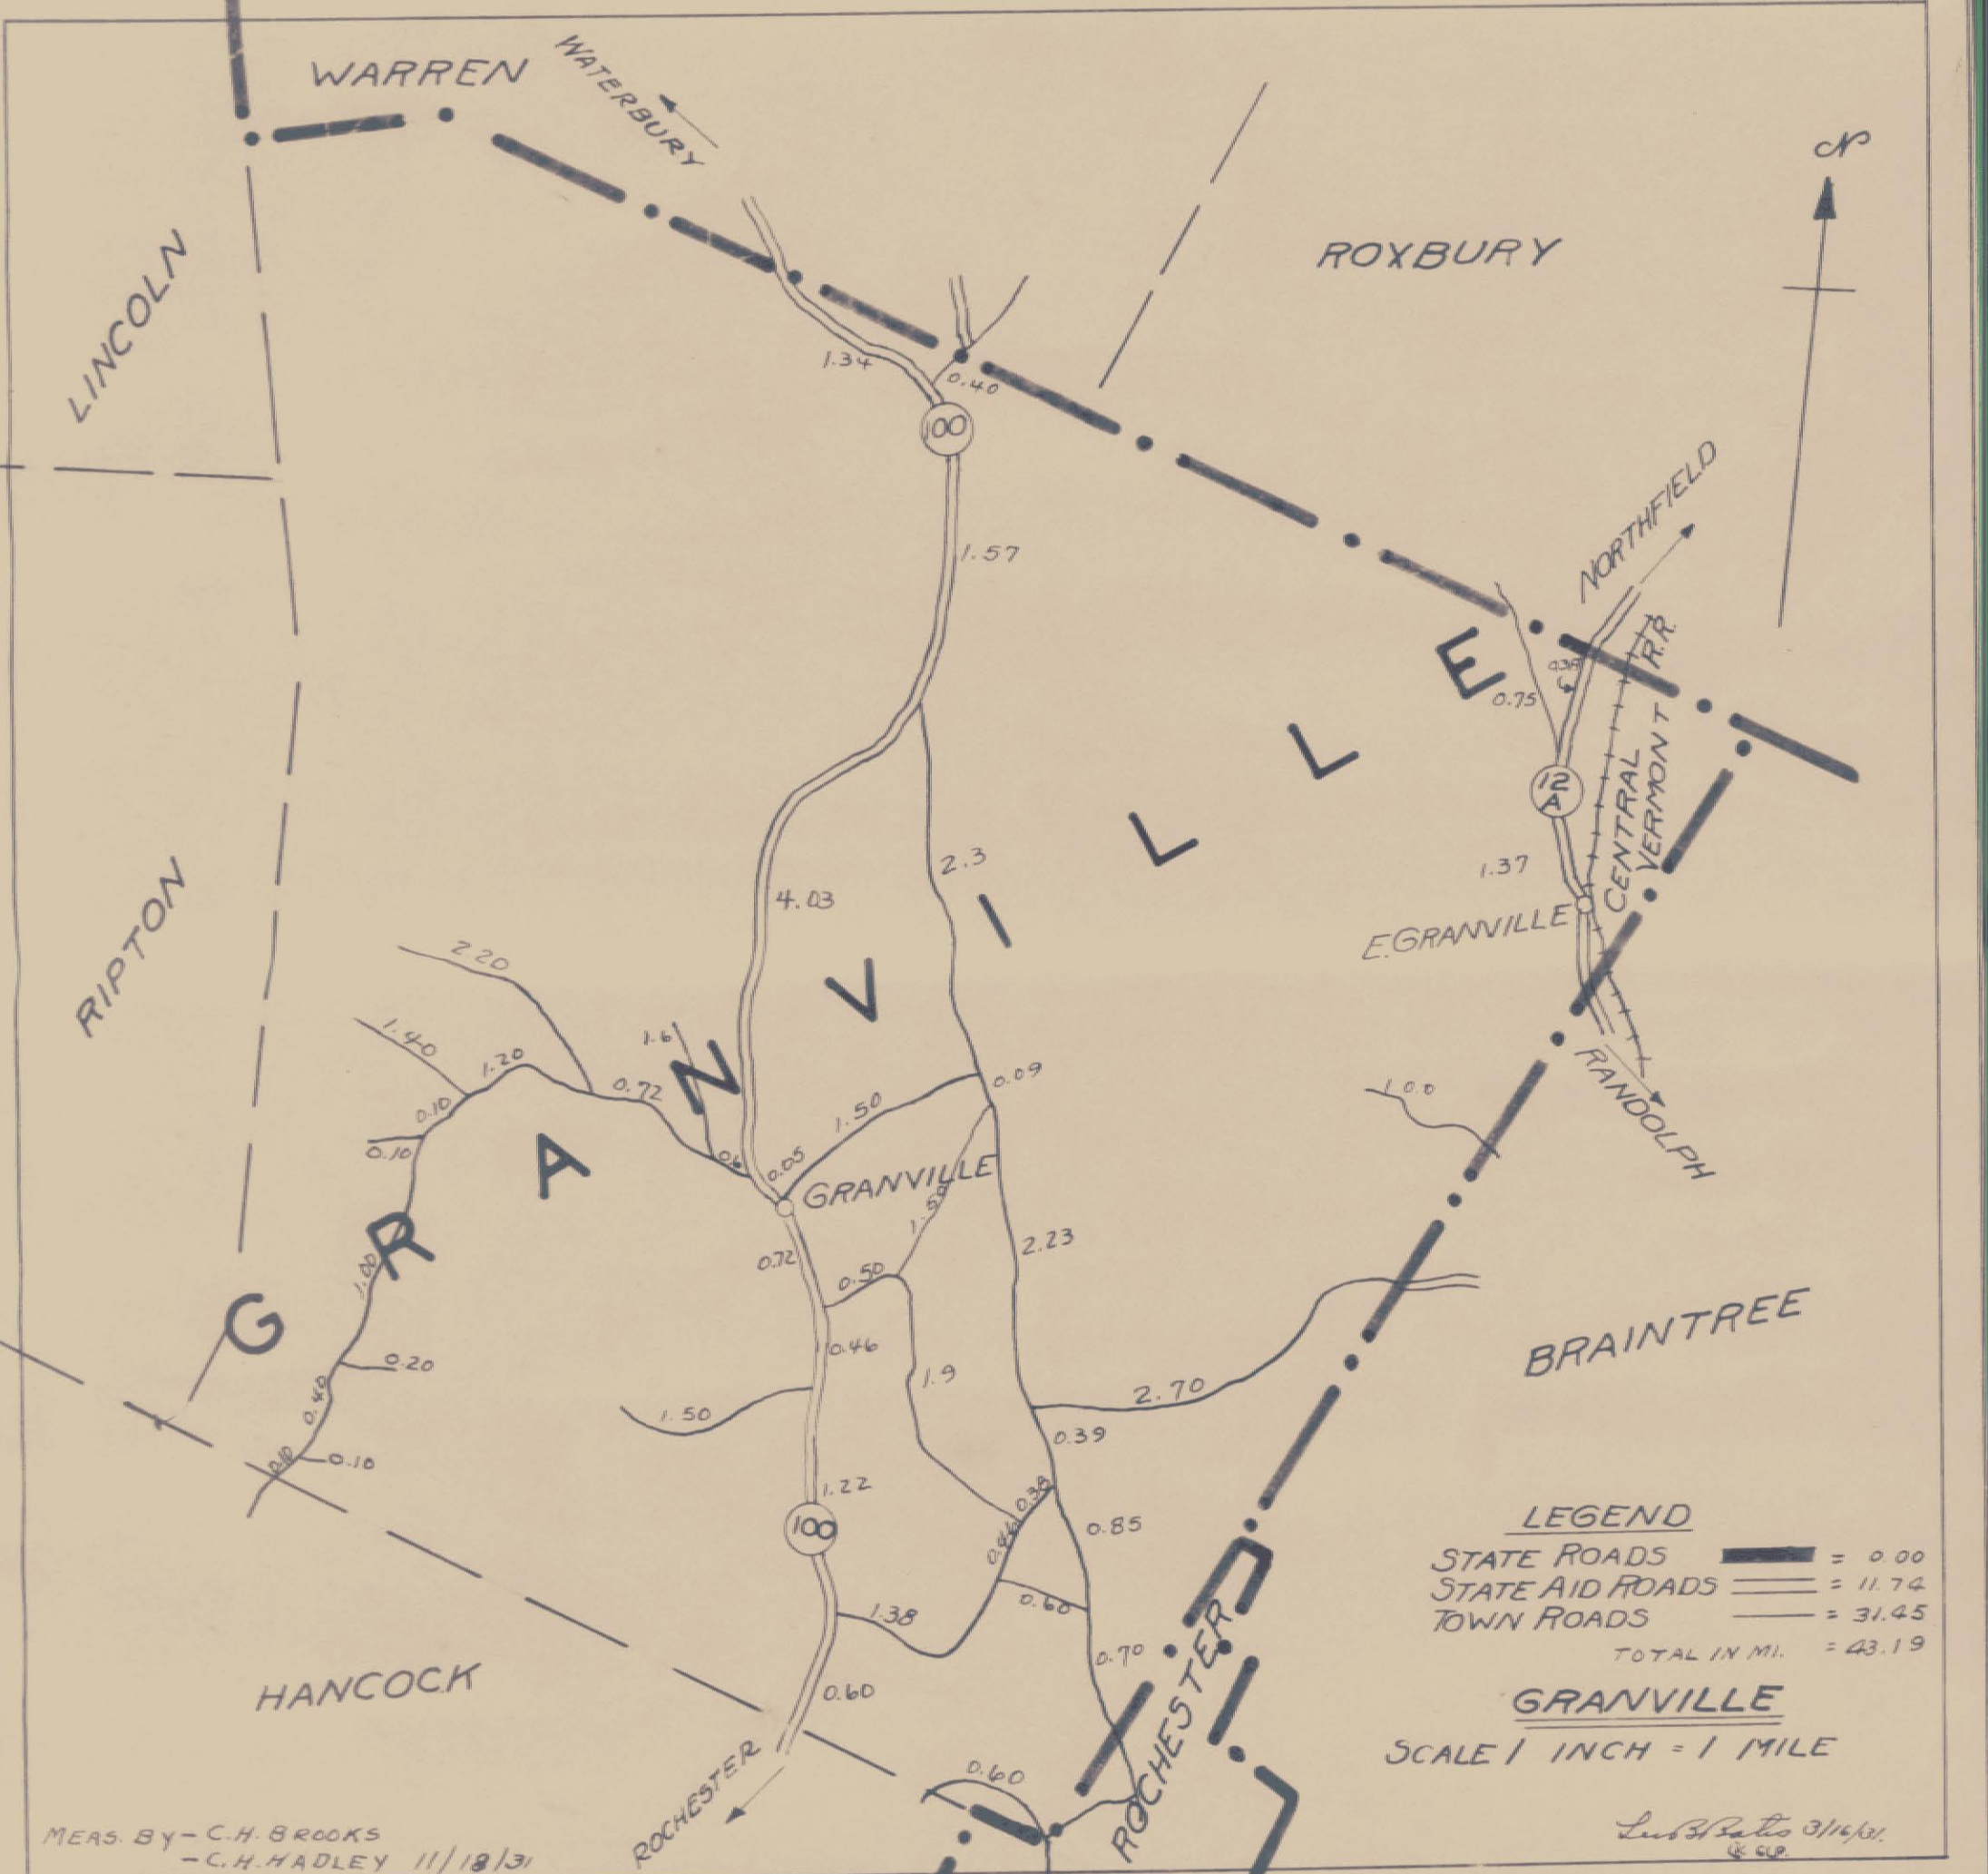 WARREN
WATERBURY
ROXBURY
N
LINCOLN
1.34
0.40
100
NORTHFIELD
1.57
R.R.
E
0.75
L
12
A
CENTRAL
VERMONT
L
2.3
1.37
4.03
I
E.GRANVILLE
RIPTON
2.20
V
1.40
1.6
1.20
0.72
N
0.09
1.00
RANDOLPH
0.10
1.50
0.10
A
0.6
0.05
GRANVILLE
R
1.50
2.23
0.72
1.00
0.50
G
0.46
BRAINTREE
0.20
1.9
2.70
0.40
1.50
0.39
0.10
0.10
1.22
0.38
100
0.46
0.85
LEGEND
STATE ROADS = 0.00
STATE AID ROADS = 11.74
TOWN ROADS = 31.45
TOTAL IN MI. = 43.19
1.38
0.60
0.70
HANCOCK
0.60
ROCHESTER
GRANVILLE
SCALE 1 INCH = 1 MILE
0.60
ROCHESTER
MEAS. BY - C.H. BROOKS
- C.H. HADLEY 11/18/31
3/16/31.